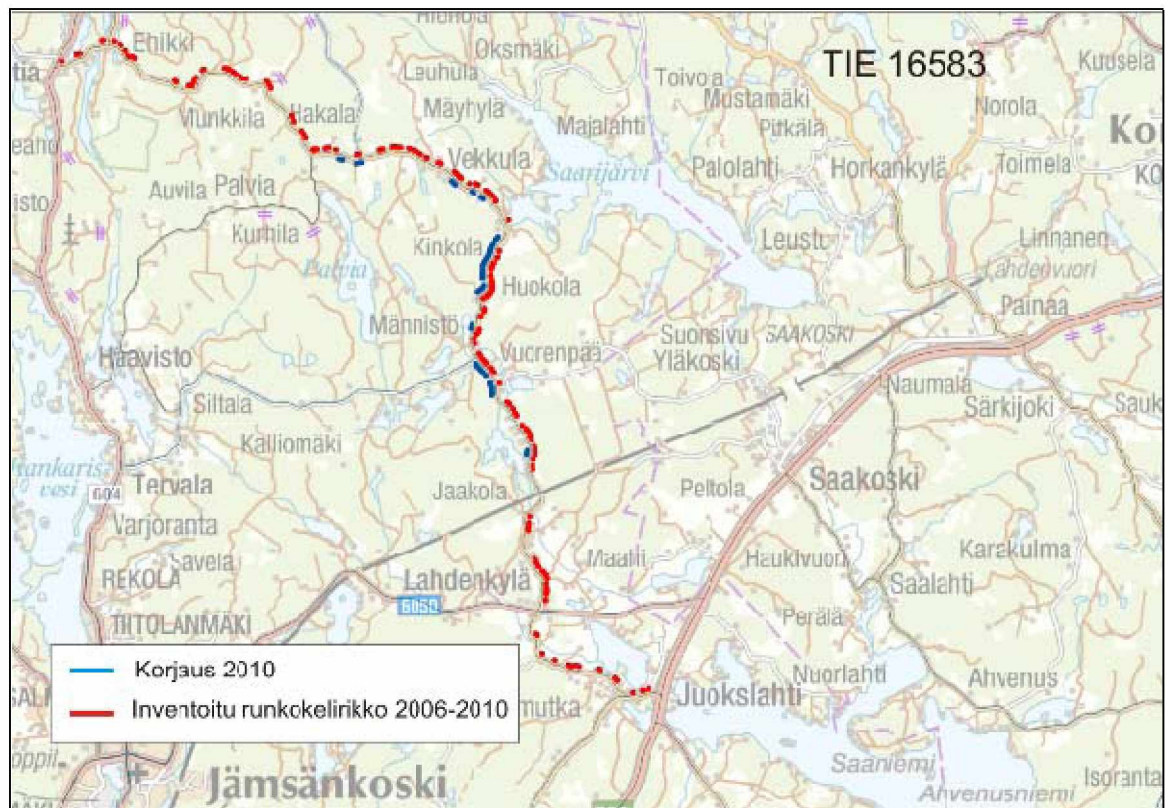 TIE 16583
Ehikki
Oksmäki
Lauhula
Toivola
Kuusela
Mustamäki
Norola
Munkkila
Hakala
Mäyhylä
Majalahti
Pitkälä
Vekkula
Palolahti
Horkankylä
Toimela
Saarijärvi
Auvila
Palvia
Kurhila
Kinkola
Leustu
Linnanen
Lahdenvuori
Palvia
Huokola
Painaa
Männistö
Suonsivu
SAAKOSKI
Vuorenpää
Yläkoski
Haavisto
Naumala
Siltala
Särkijoki
Kalliomäki
Saakoski
604
Tervala
Jaakola
Peltola
Varjoranta
Savela
Haukivuori
Karakulma
REKOLA
Lahdenkylä
Saalahti
6050
TIITOLANMÄKI
Perälä
Korjaus 2010
Nuorlahti
Ahvenus
Juokslahti
Inventoitu runkokelirikko 2006-2010
mutka
Saaniemi
Isoranta
Jämsänkoski
Ahvenusniemi